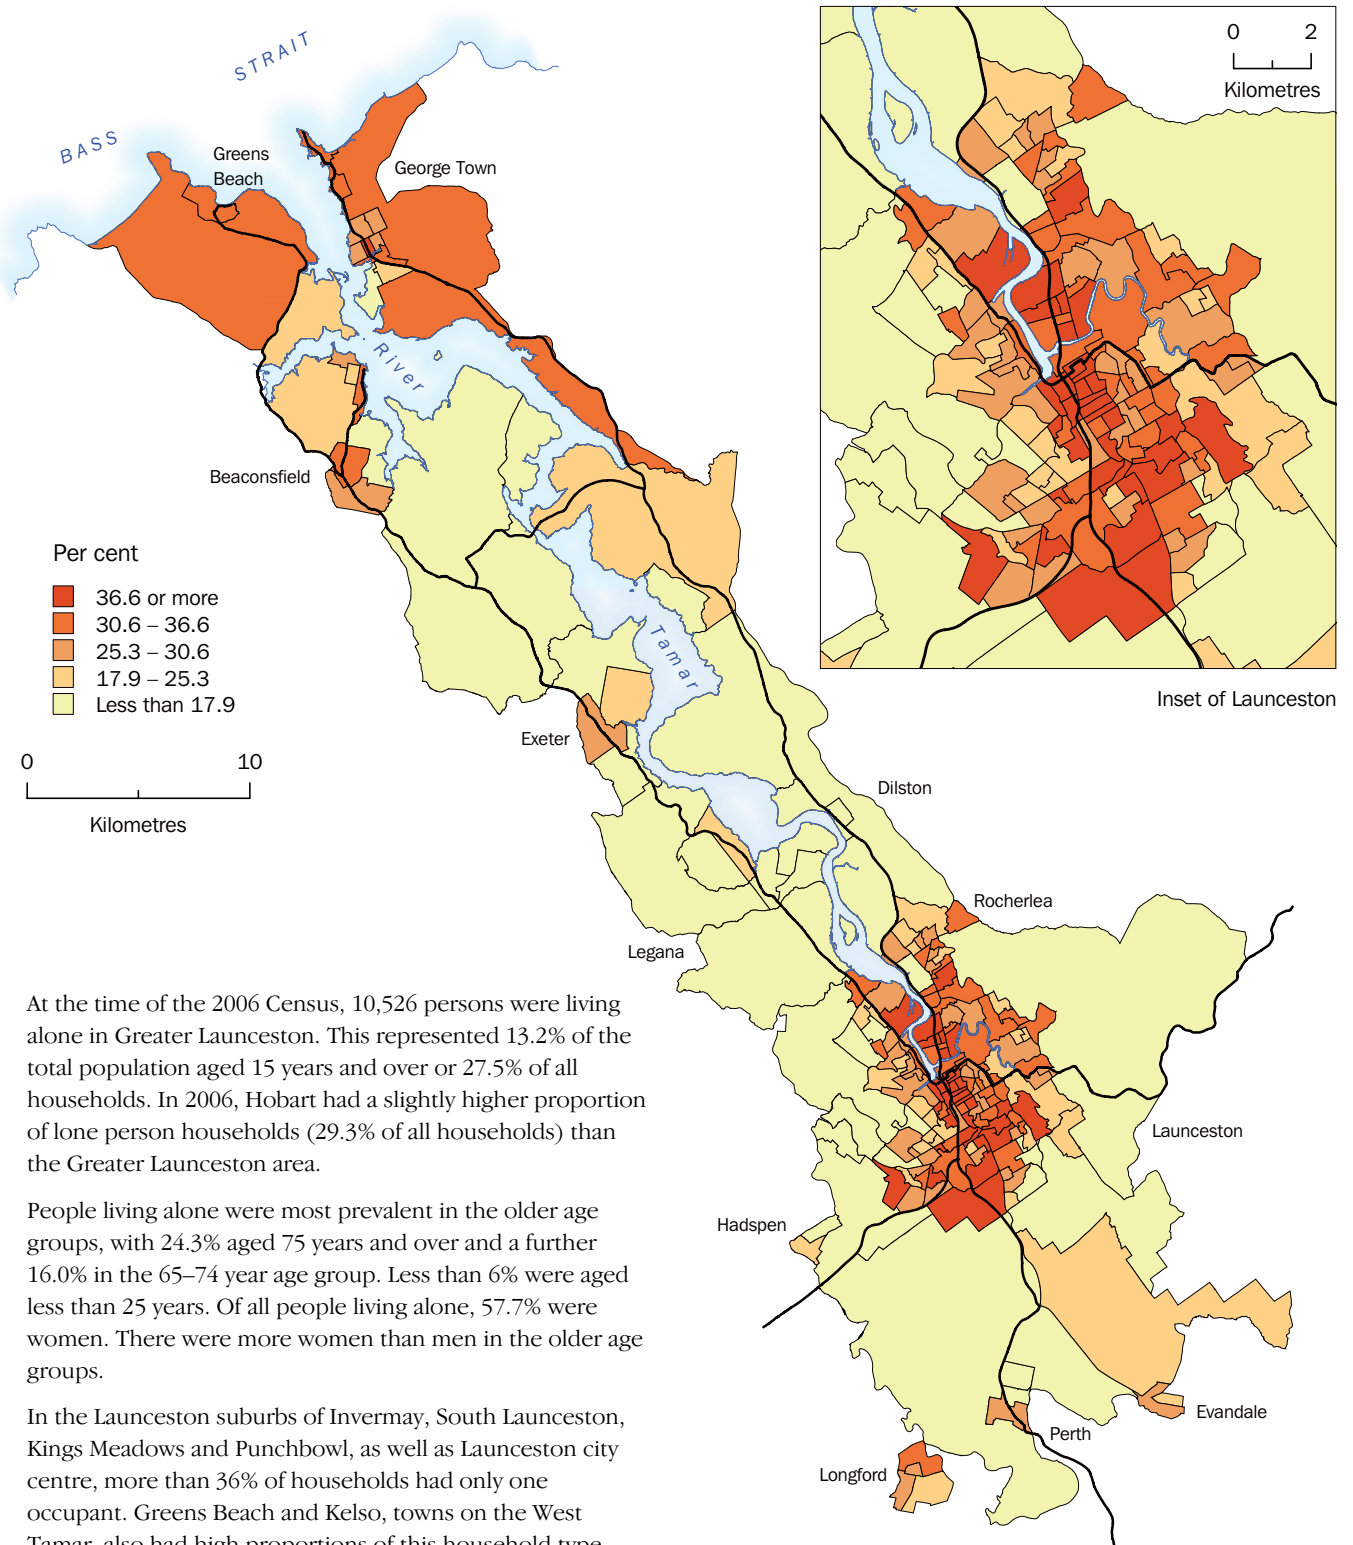 BASS STRAIT
Greens
Beach
George Town
Beaconsfield
River
Tamar
Per cent
36.6 or more
30.6 – 36.6
25.3 – 30.6
17.9 – 25.3
Less than 17.9
0 10
Kilometres
Exeter
Dilston
Rocherlea
Legana
Launceston
Hadspen
Evandale
Perth
Longford
0 2
Kilometres
Inset of Launceston
At the time of the 2006 Census, 10,526 persons were living
alone in Greater Launceston. This represented 13.2% of the
total population aged 15 years and over or 27.5% of all
households. In 2006, Hobart had a slightly higher proportion
of lone person households (29.3% of all households) than
the Greater Launceston area.
People living alone were most prevalent in the older age
groups, with 24.3% aged 75 years and over and a further
16.0% in the 65–74 year age group. Less than 6% were aged
less than 25 years. Of all people living alone, 57.7% were
women. There were more women than men in the older age
groups.
In the Launceston suburbs of Invermay, South Launceston,
Kings Meadows and Punchbowl, as well as Launceston city
centre, more than 36% of households had only one
occupant. Greens Beach and Kelso, towns on the West
Tamar, also had high proportions of this household type